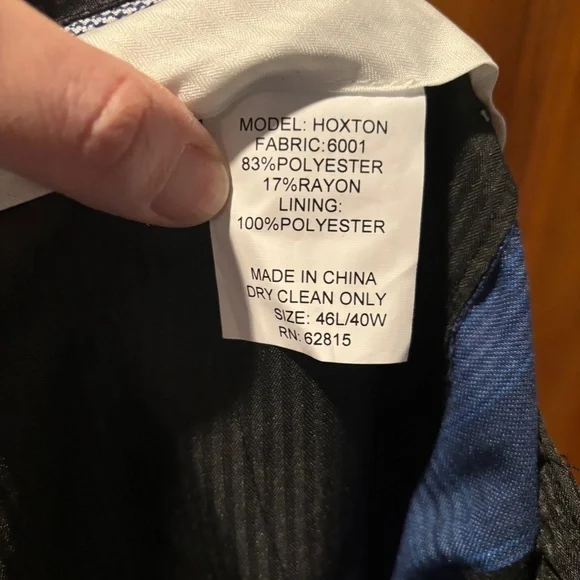 MODEL: HOXTON
FABRIC:6001
83%POLYESTER
17%RAYON
LINING:
100%POLYESTER
MADE IN CHINA
DRY CLEAN ONLY
SIZE: 46L/40W
RN: 62815